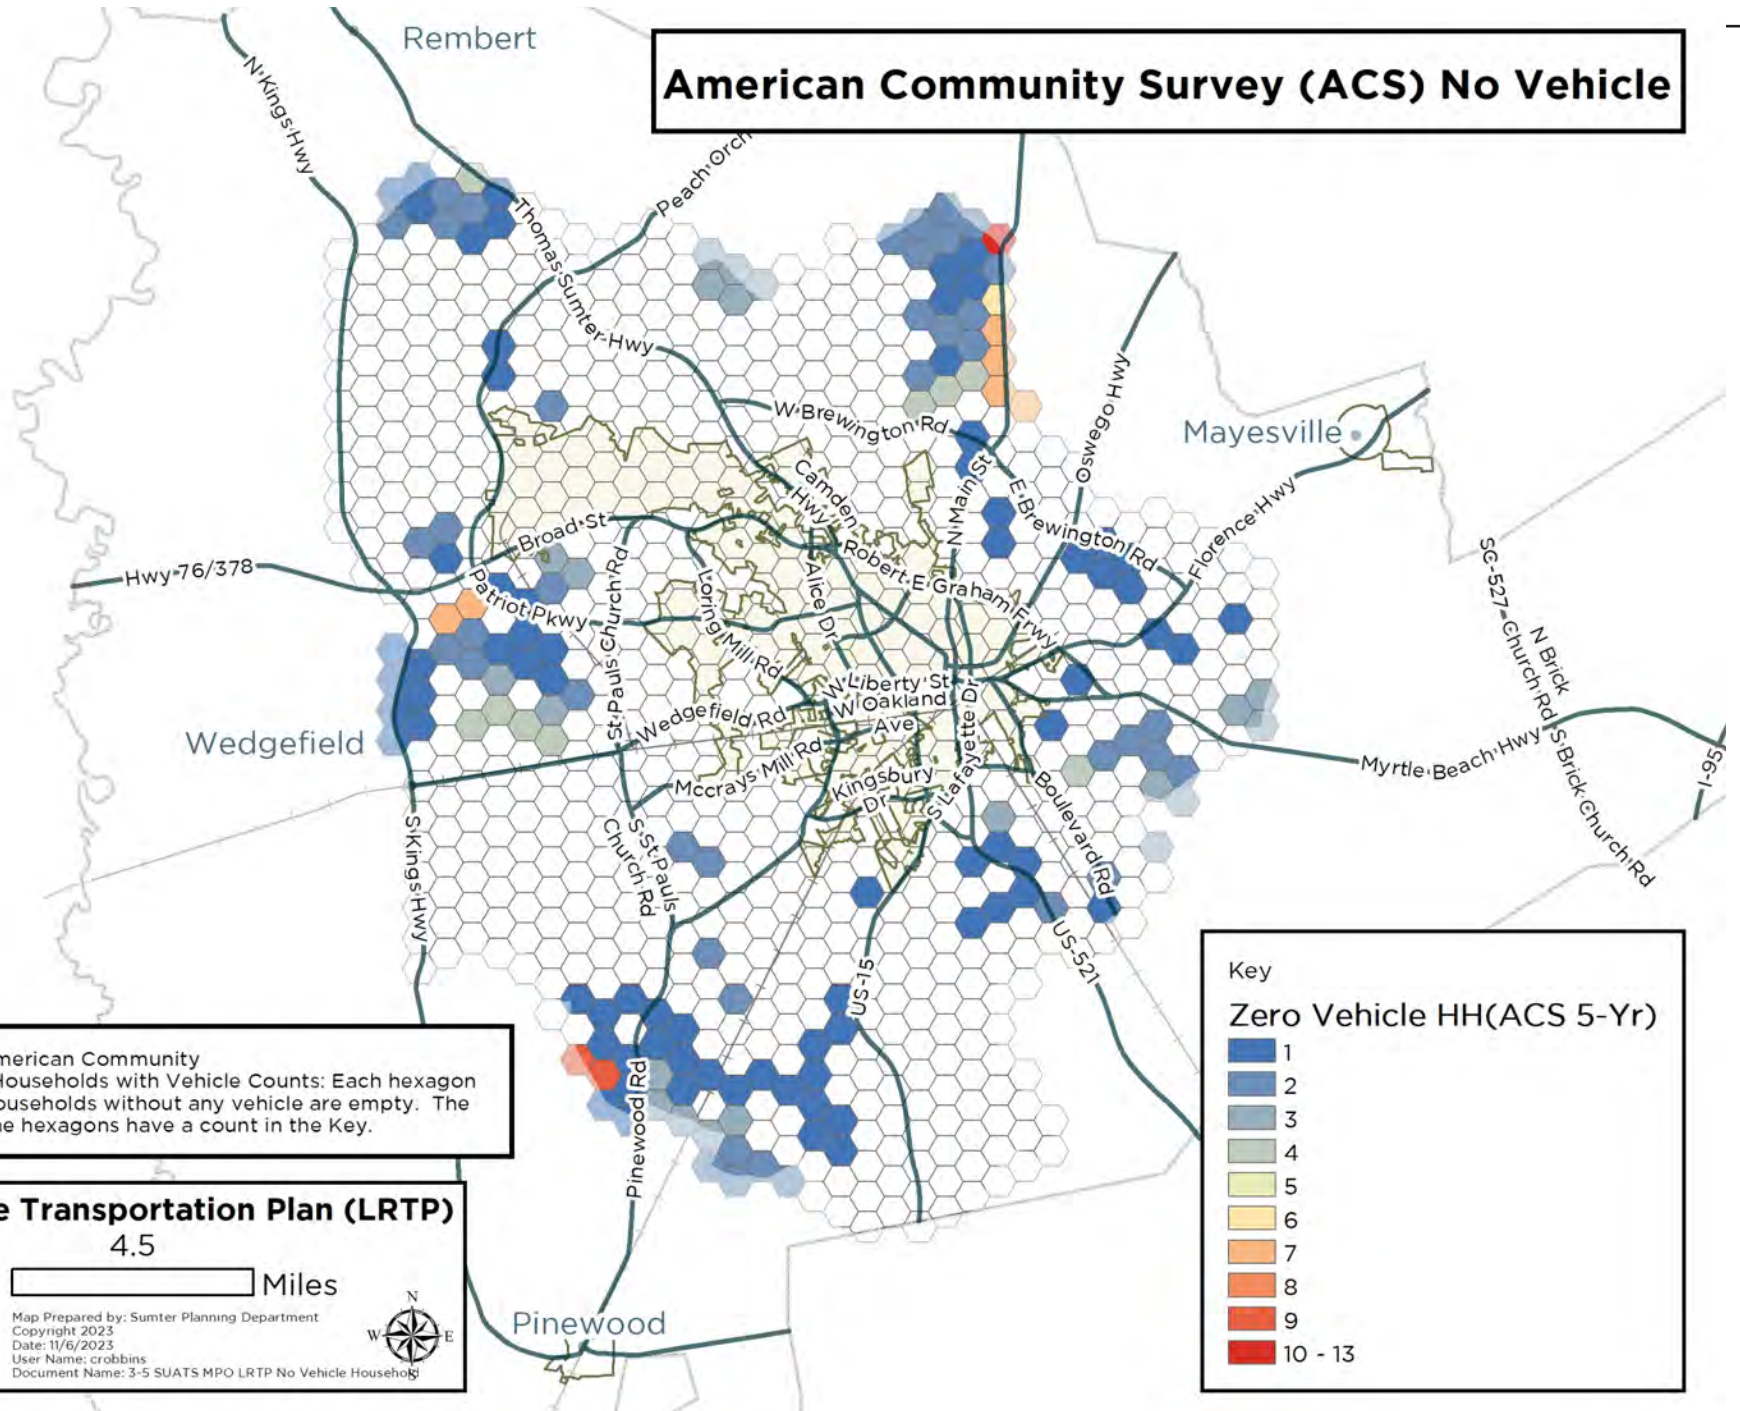 Rembert
American Community Survey (ACS) No Vehicle
N Kings Hwy
Peach Orch
Thomas Sumter Hwy
W Brewington Rd
Oswego Hwy
Mayesville
Camden
Hwy
N Main St
E Brewington Rd
Florence Hwy
Broad St
Hwy 76/378
Patriot Pkwy
St Pauls Church Rd
Loring Mill Rd
Alice Dr
Robert E Graham Frwy
SC-527
Church Rd
N Brick
W Liberty St
W Oakland
Ave
Wedgefield Rd
Wedgefield
Mccrays Mill Rd
Kingsbury
Dr
S Lafayette Dr
Boulevard Rd
Myrtle Beach Hwy
S Brick Church Rd
I-95
S Kings Hwy
S St Pauls
Church Rd
US-15
US-521
Pinewood Rd
Key
Zero Vehicle HH(ACS 5-Yr)
1
2
3
4
5
6
7
8
9
10 - 13
merican Community
Households with Vehicle Counts: Each hexagon
ouseholds without any vehicle are empty. The
he hexagons have a count in the Key.
e Transportation Plan (LRTP)
4.5
Miles
Map Prepared by: Sumter Planning Department
Copyright 2023
Date: 11/6/2023
User Name: crobbins
Document Name: 3-5 SUATS MPO LRTP No Vehicle Household
N
W E
S
Pinewood